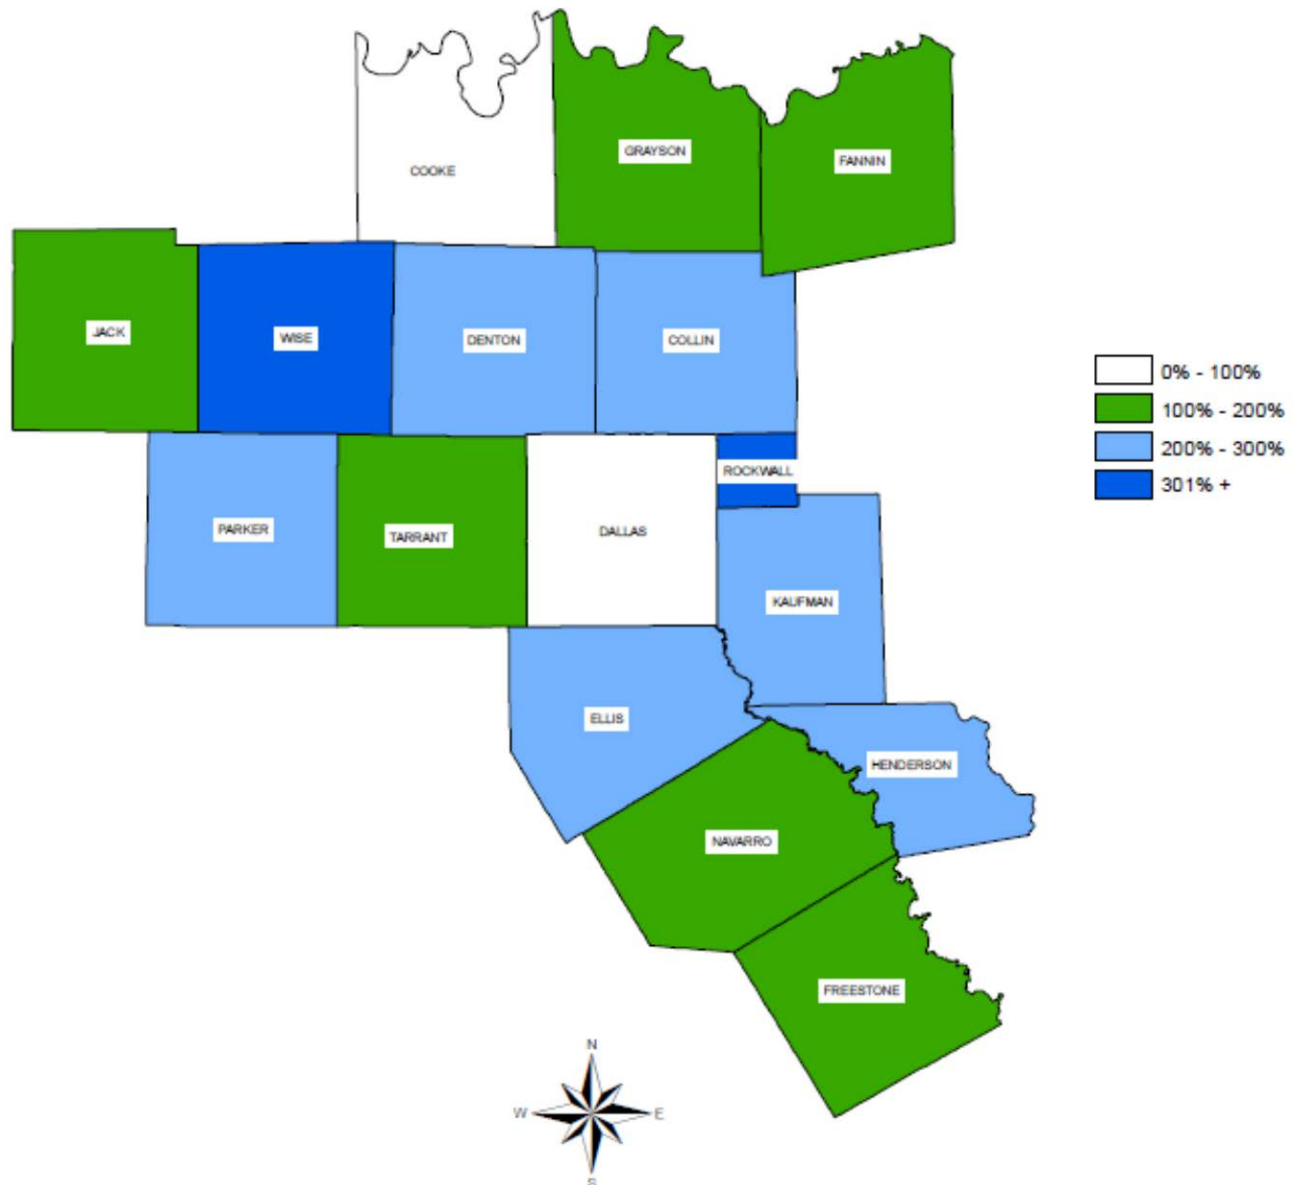 COOKE
GRAYSON
FANNIN
JACK
WISE
DENTON
COLLIN
0% - 100%
100% - 200%
200% - 300%
301% +
ROCKWALL
PARKER
TARRANT
DALLAS
KAUFMAN
ELLIS
HENDERSON
NAVARRO
FREESTONE
N
W
E
S